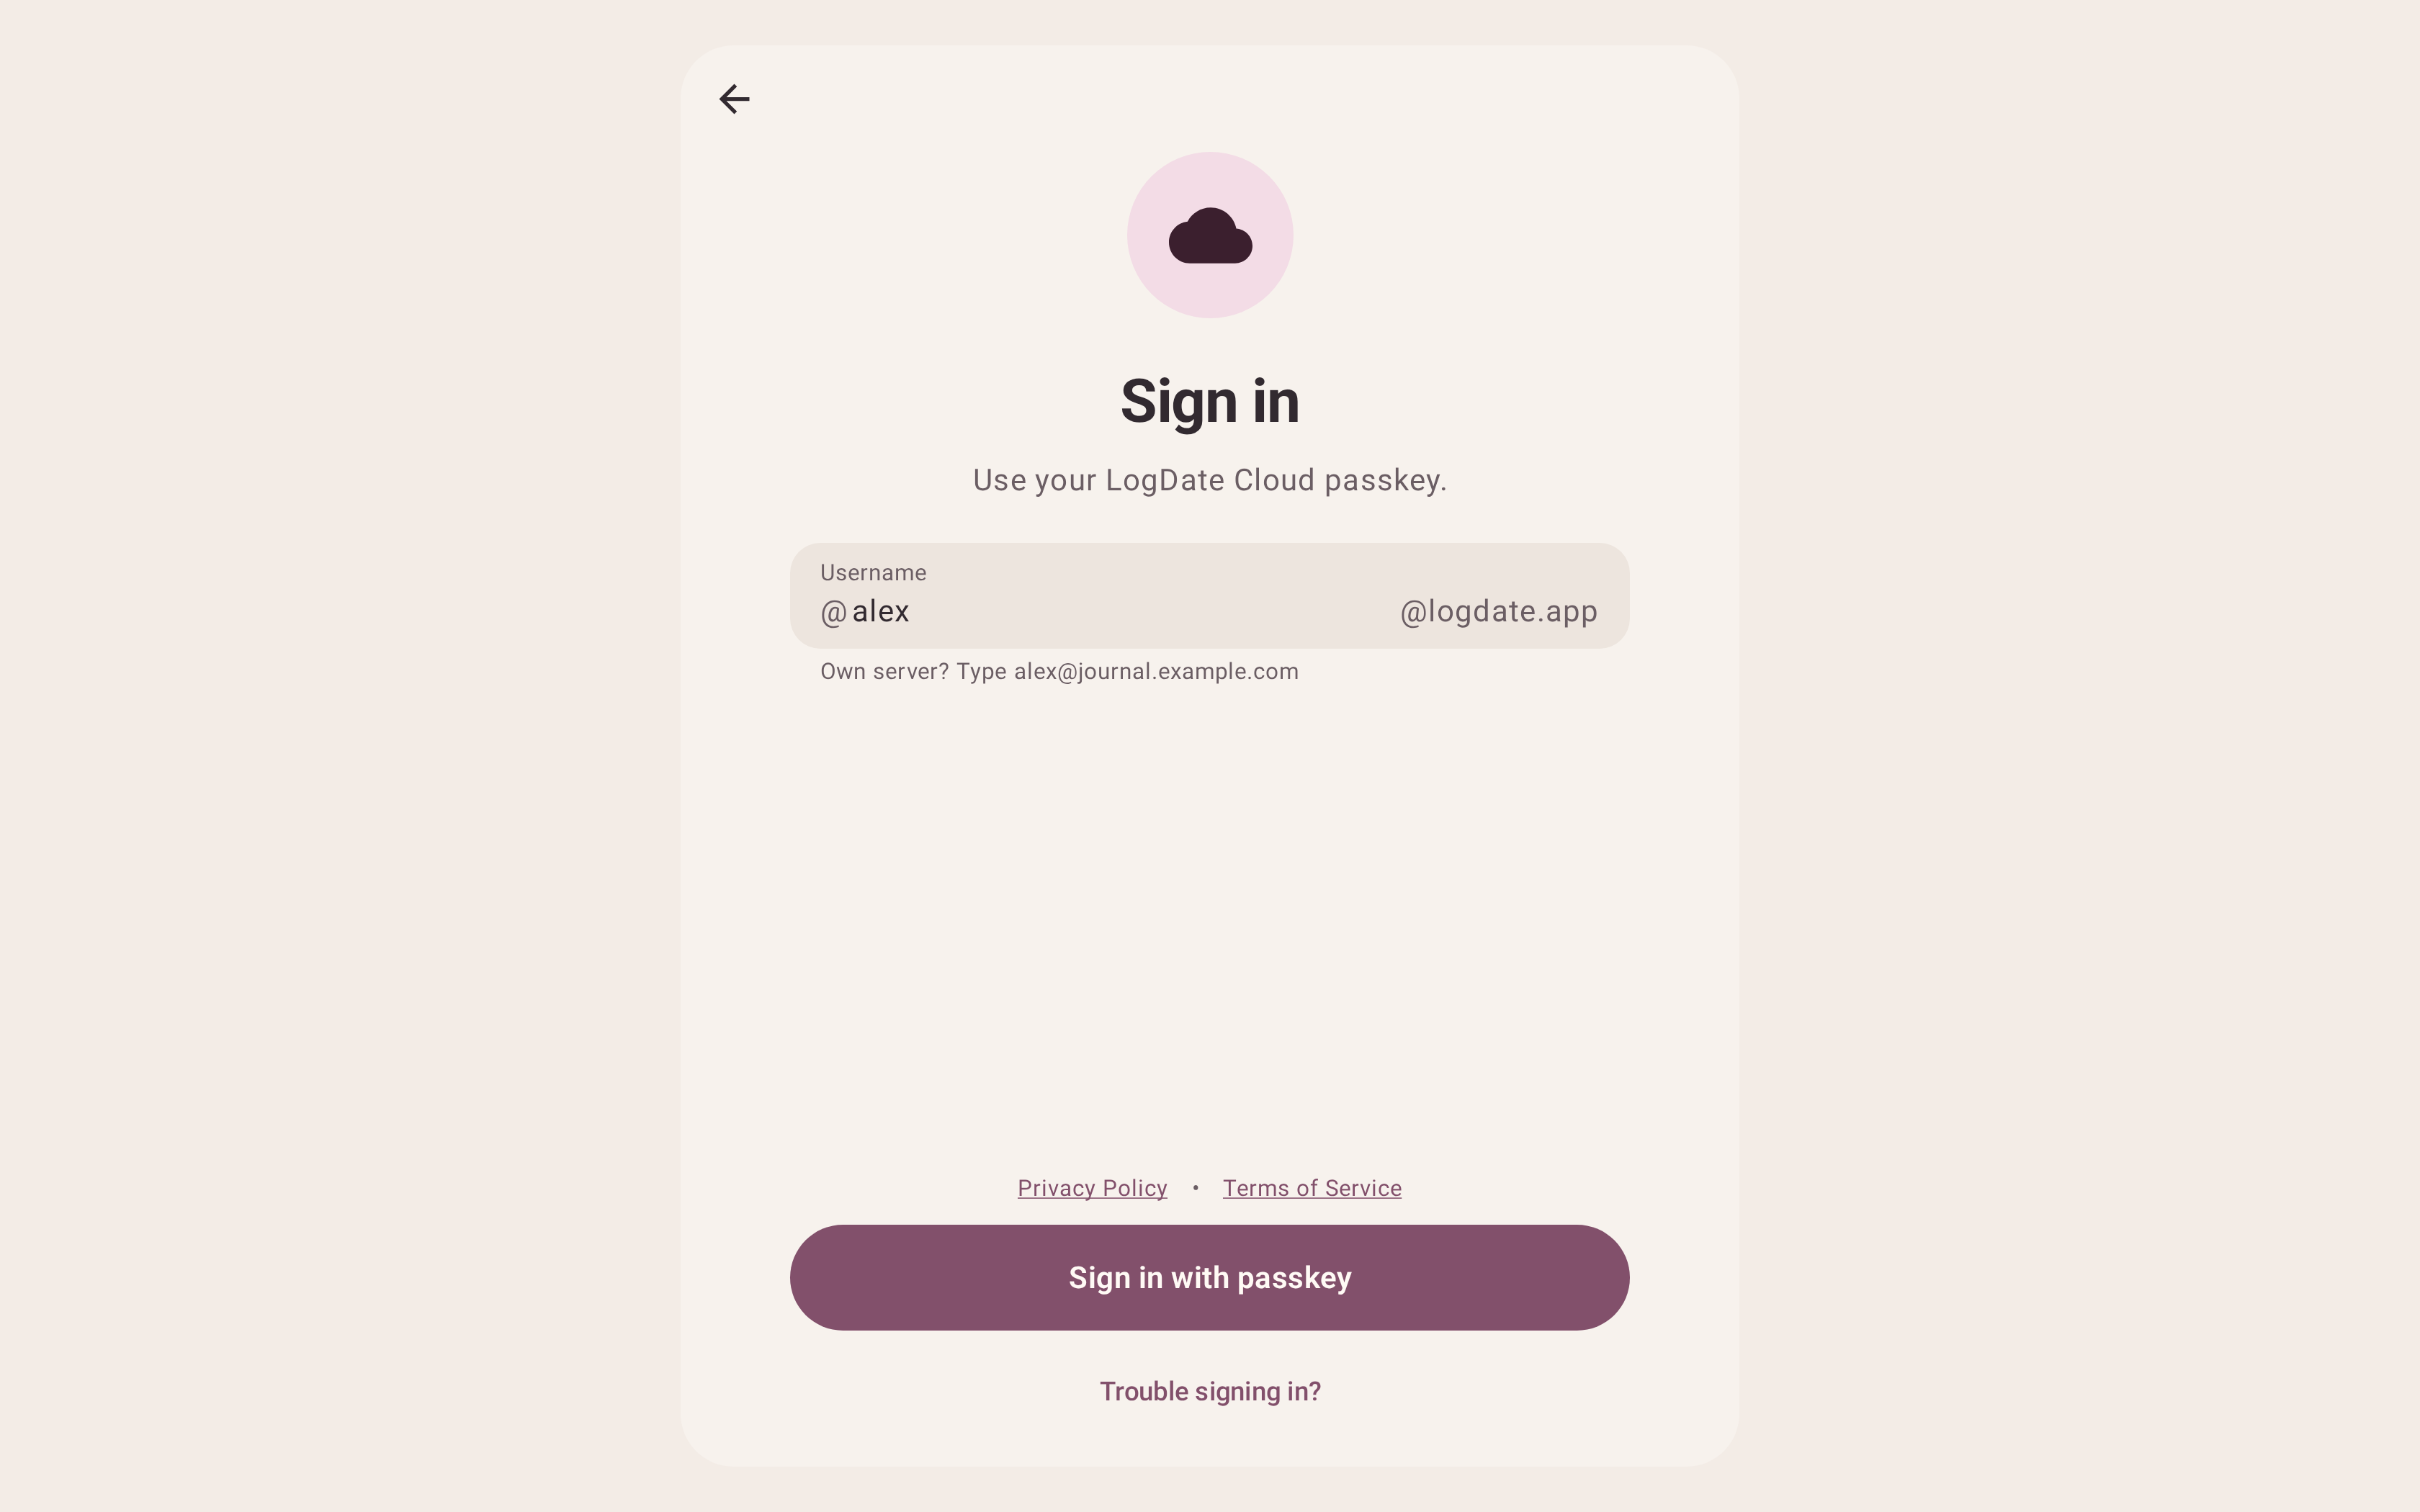 Sign in
Use your LogDate Cloud passkey.
Username
@alex @logdate.app
Own server? Type alex@journal.example.com
Privacy Policy • Terms of Service
Sign in with passkey
Trouble signing in?